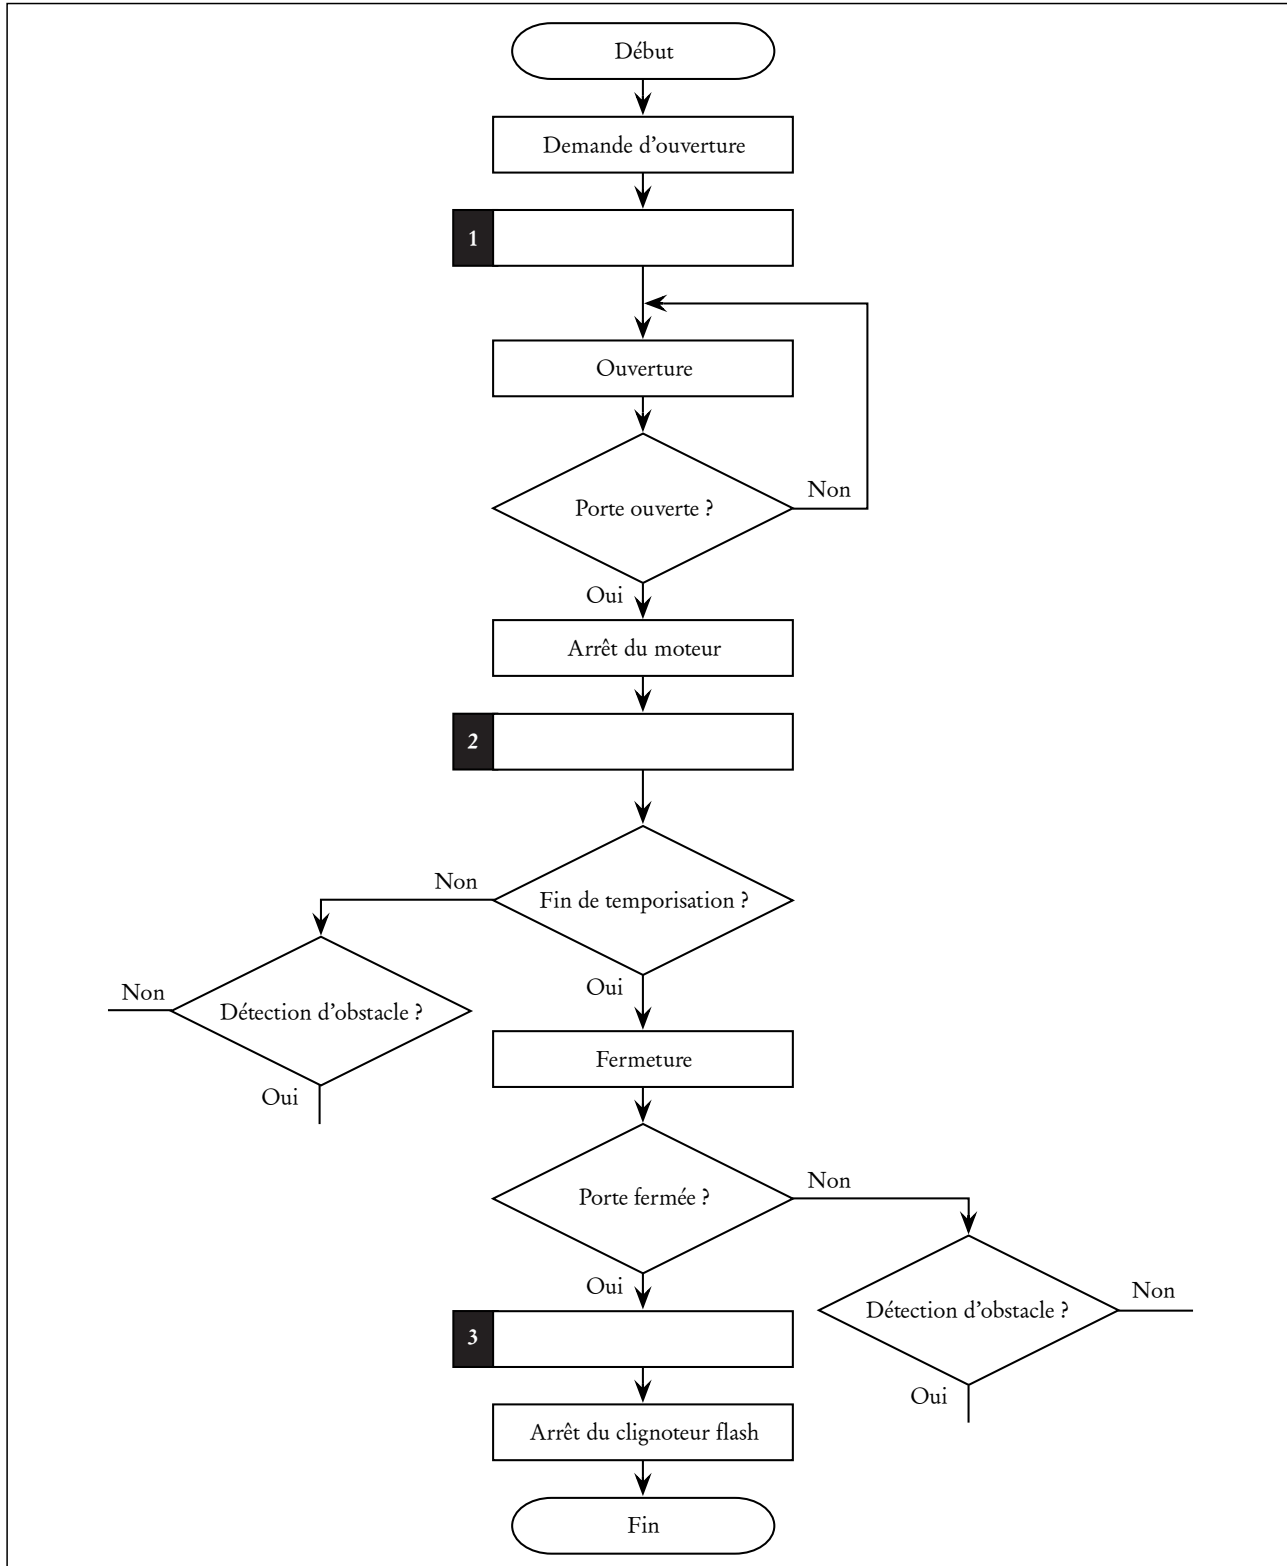 Début
Demande d’ouverture
1
Ouverture
Porte ouverte ?
Non
Oui
Arrêt du moteur
2
Fin de temporisation ?
Non
Oui
Détection d’obstacle ?
Non
Oui
Fermeture
Porte fermée ?
Non
Oui
Détection d’obstacle ?
Non
Oui
3
Arrêt du clignoteur flash
Fin